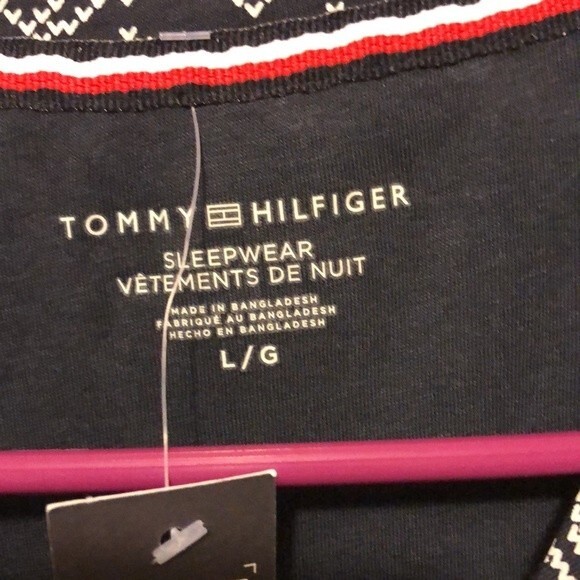 TOMMY HILFIGER
SLEEPWEAR
VÊTEMENTS DE NUIT
MADE IN BANGLADESH
FABRIQUÉ AU BANGLADESH
HECHO EN BANGLADESH
L/G